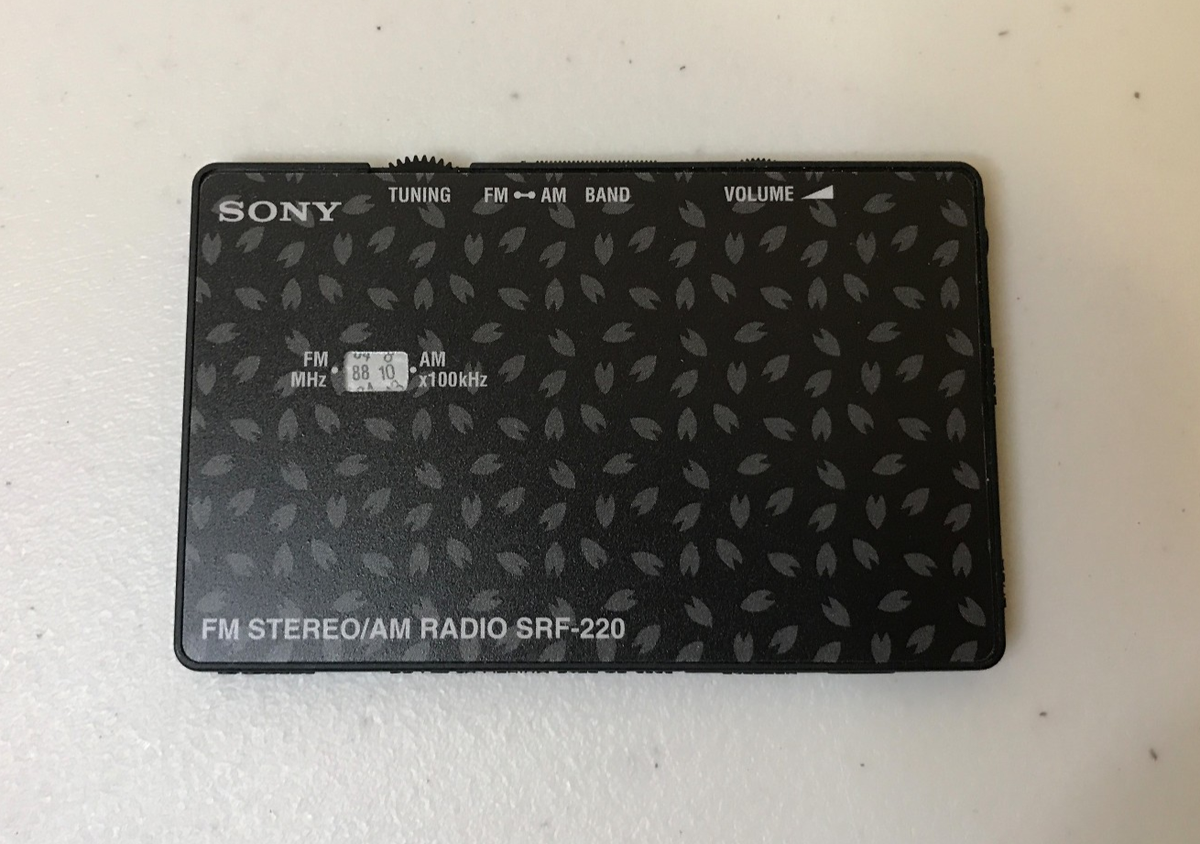 TUNING FM AM BAND VOLUME
SONY
FM AM
88 10
MHz x100kHz
FM STEREO/AM RADIO SRF-220